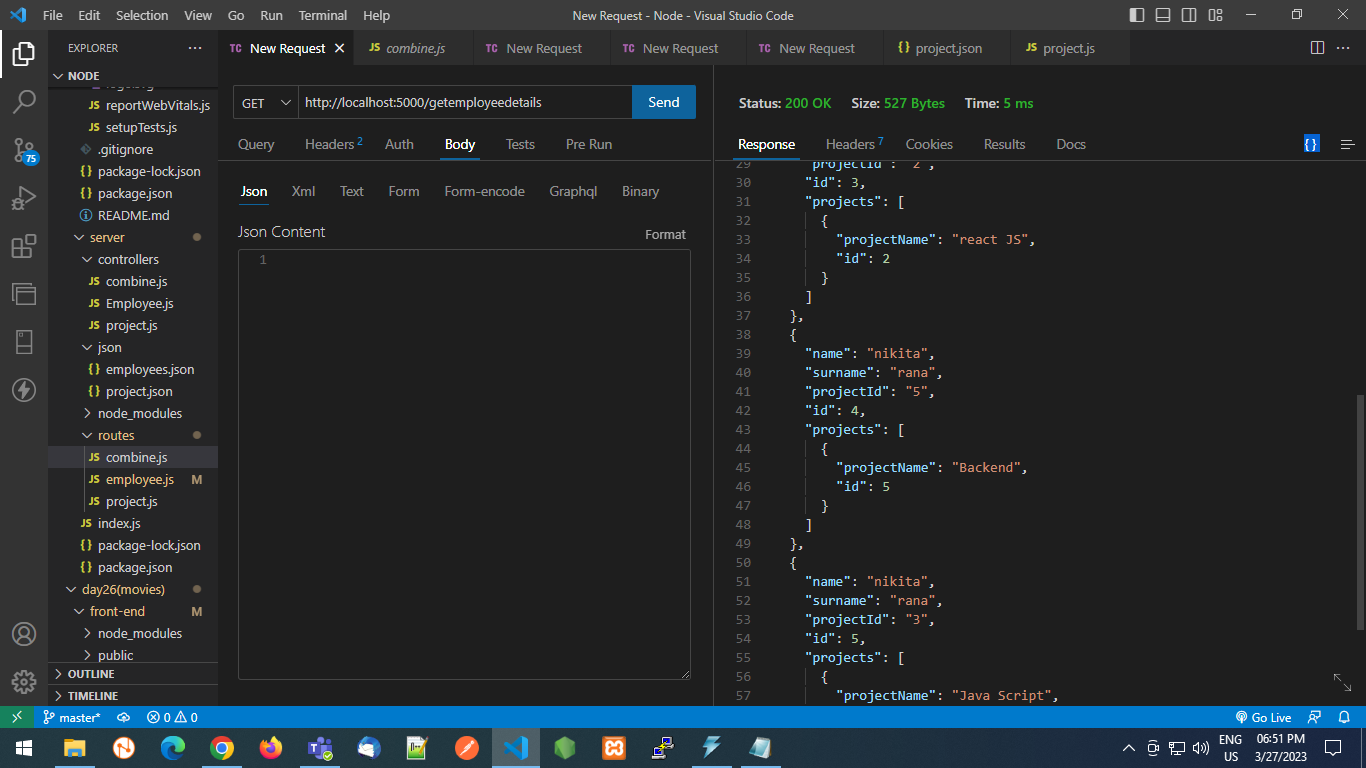 File Edit Selection View Go Run Terminal Help New Request - Node - Visual Studio Code
EXPLORER
NODE
reportWebVitals.js
setupTests.js
.gitignore
package-lock.json
package.json
README.md
server
controllers
combine.js
Employee.js
project.js
json
employees.json
project.json
node_modules
routes
combine.js
employee.js M
project.js
index.js
package-lock.json
package.json
day26(movies)
front-end M
node_modules
public
OUTLINE
TIMELINE
75
TC New Request JS combine.js TC New Request TC New Request TC New Request {} project.json JS project.js
GET http://localhost:5000/getemployeedetails Send
Query Headers 2 Auth Body Tests Pre Run
Json Xml Text Form Form-encode Graphql Binary
Json Content Format
1
Status: 200 OK Size: 527 Bytes Time: 5 ms
Response Headers 7 Cookies Results Docs {}
29 "projectId": "2",
30 "id": 3,
31 "projects": [
32 {
33 "projectName": "react JS",
34 "id": 2
35 }
36 ]
37 },
38 {
39 "name": "nikita",
40 "surname": "rana",
41 "projectId": "5",
42 "id": 4,
43 "projects": [
44 {
45 "projectName": "Backend",
46 "id": 5
47 }
48 ]
49 },
50 {
51 "name": "nikita",
52 "surname": "rana",
53 "projectId": "3",
54 "id": 5,
55 "projects": [
56 {
57 "projectName": "Java Script",
master* 0 0 Go Live
ENG 06:51 PM
US 3/27/2023